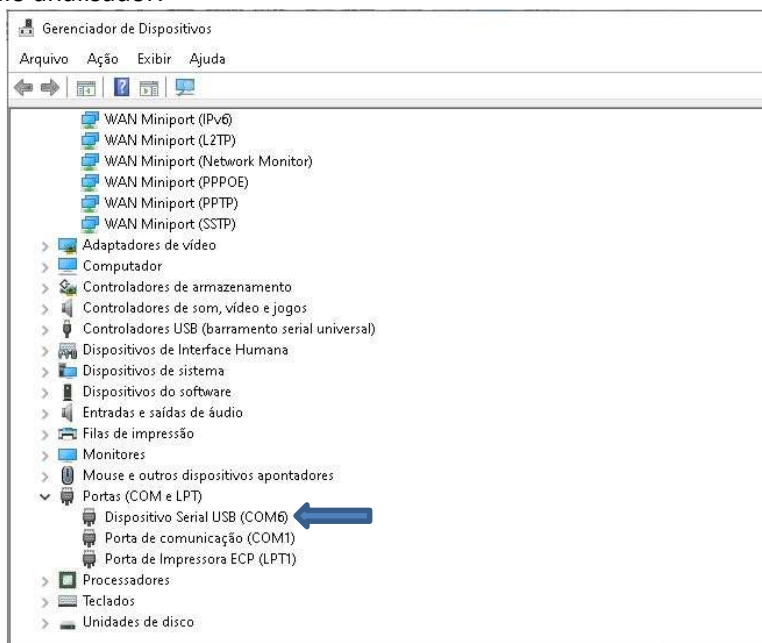 Gerenciador de Dispositivos
Arquivo Ação Exibir Ajuda
WAN Miniport (IPv6)
WAN Miniport (L2TP)
WAN Miniport (Network Monitor)
WAN Miniport (PPPOE)
WAN Miniport (PPTP)
WAN Miniport (SSTP)
Adaptadores de vídeo
Computador
Controladores de armazenamento
Controladores de som, vídeo e jogos
Controladores USB (barramento serial universal)
Dispositivos de Interface Humana
Dispositivos de sistema
Dispositivos do software
Entradas e saídas de áudio
Filas de impressão
Monitores
Mouse e outros dispositivos apontadores
Portas (COM e LPT)
Dispositivo Serial USB (COM6)
Porta de comunicação (COM1)
Porta de Impressora ECP (LPT1)
Processadores
Teclados
Unidades de disco